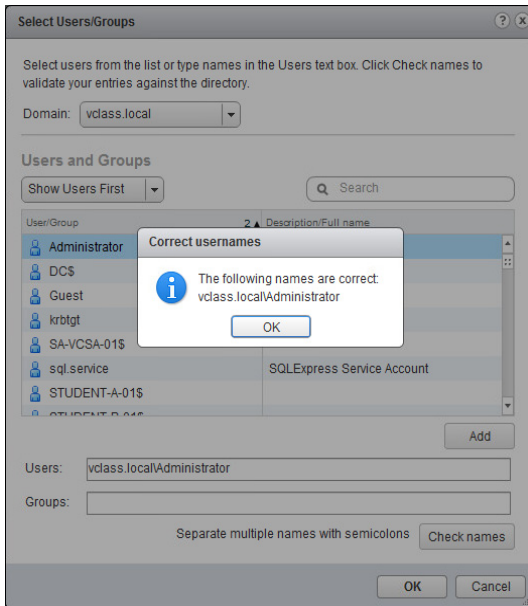 Select Users/Groups
Select users from the list or type names in the Users text box. Click Check names to
validate your entries against the directory.
Domain: vclass.local
Users and Groups
Show Users First Search
User/Group 2 Description/Full name
Administrator
Correct usernames
The following names are correct:
vclass.local\Administrator
OK
DC$
Guest
krbtgt
SA-VCSA-01$
sql.service SQLExpress Service Account
STUDENT-A-01$
Add
Users: vclass.local\Administrator
Groups:
Separate multiple names with semicolons Check names
OK Cancel